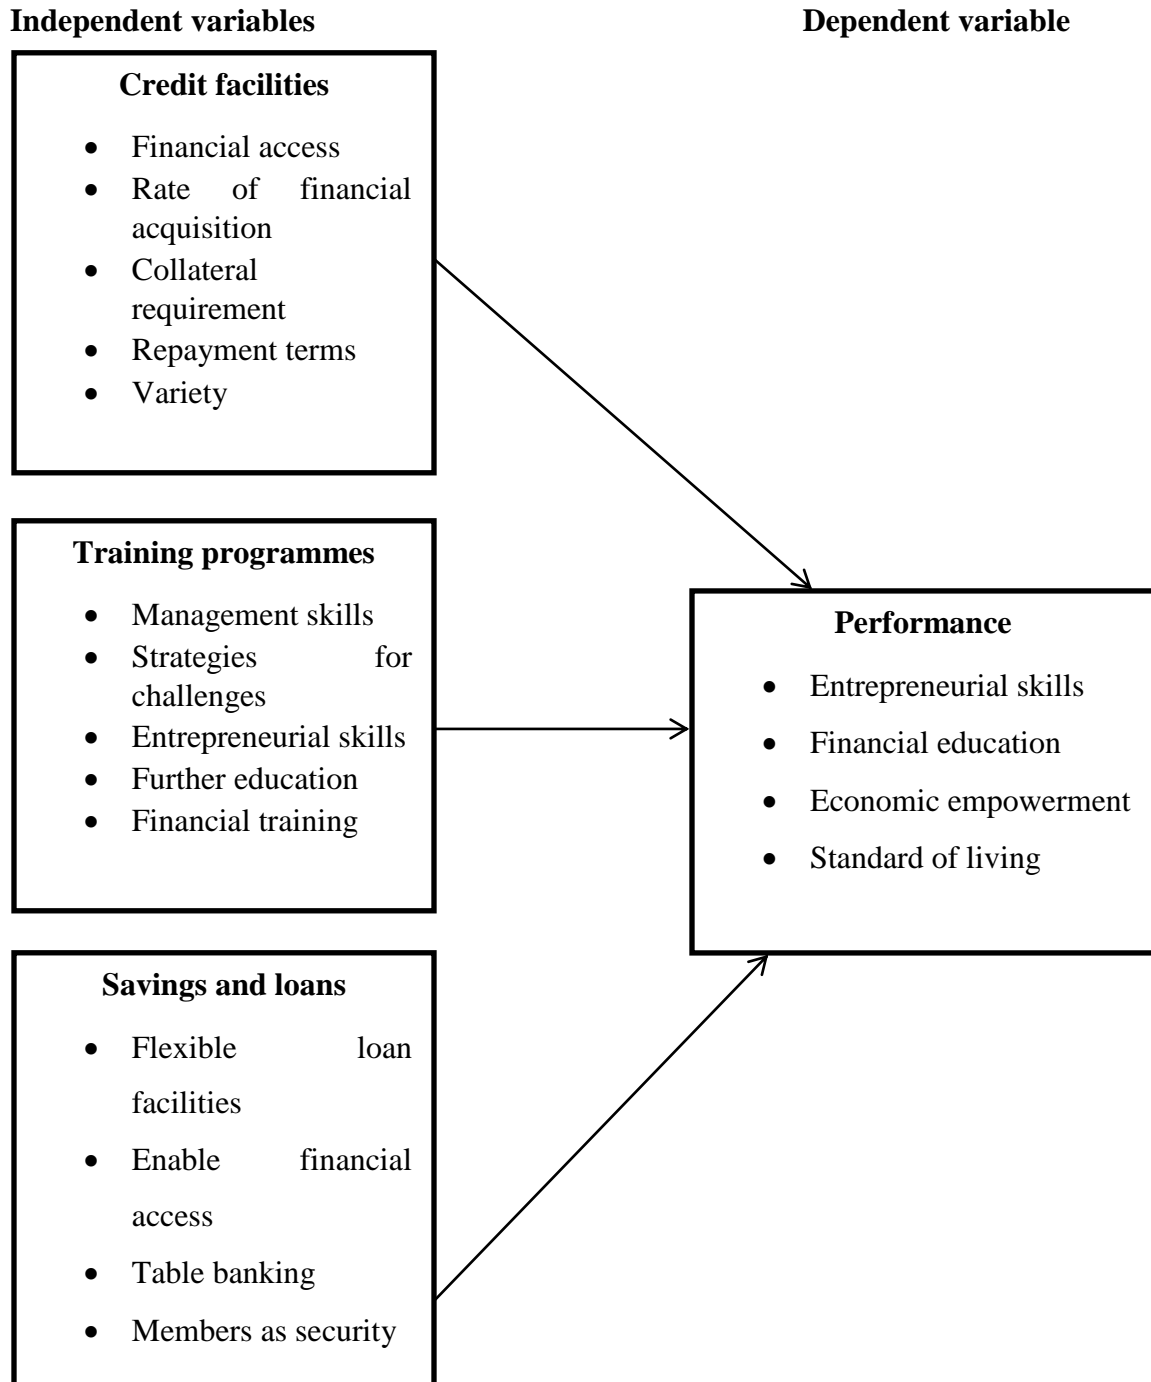 Independent variables
Dependent variable
Credit facilities
• Financial access
• Rate of financial
acquisition
• Collateral
requirement
• Repayment terms
• Variety
Training programmes
• Management skills
• Strategies for
challenges
• Entrepreneurial skills
• Further education
• Financial training
Savings and loans
• Flexible loan
facilities
• Enable financial
access
• Table banking
• Members as security
Performance
• Entrepreneurial skills
• Financial education
• Economic empowerment
• Standard of living